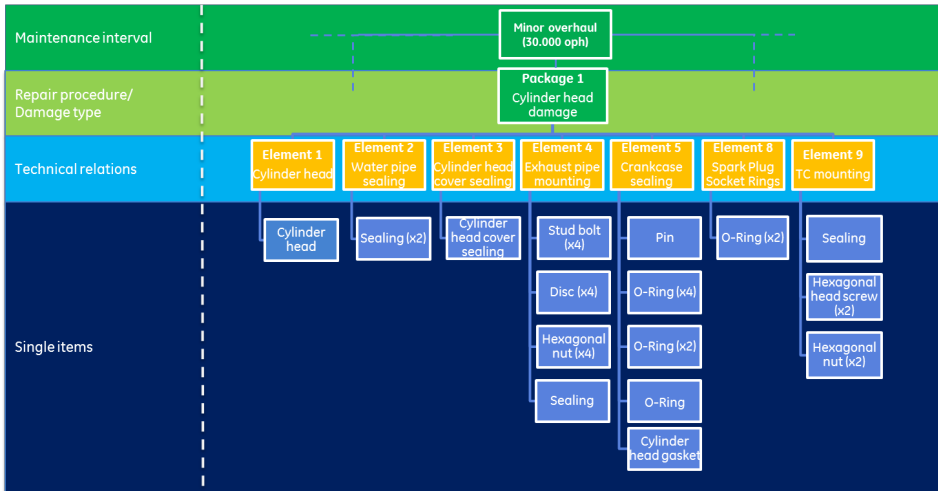 Maintenance interval
Minor overhaul
(30.000 oph)
Repair procedure/
Damage type
Package 1
Cylinder head
damage
Technical relations
Element 1
Cylinder head
Element 2
Water pipe
sealing
Element 3
Cylinder head
cover sealing
Element 4
Exhaust pipe
mounting
Element 5
Crankcase
sealing
Element 8
Spark Plug
Socket Rings
Element 9
TC mounting
Single items
Cylinder
head
Sealing (x2)
Cylinder
head cover
sealing
Stud bolt
(x4)
Disc (x4)
Hexagonal
nut (x4)
Sealing
Pin
O-Ring (x4)
O-Ring (x2)
O-Ring
Cylinder
head gasket
O-Ring (x2)
Sealing
Hexagonal
head screw
(x2)
Hexagonal
nut (x2)